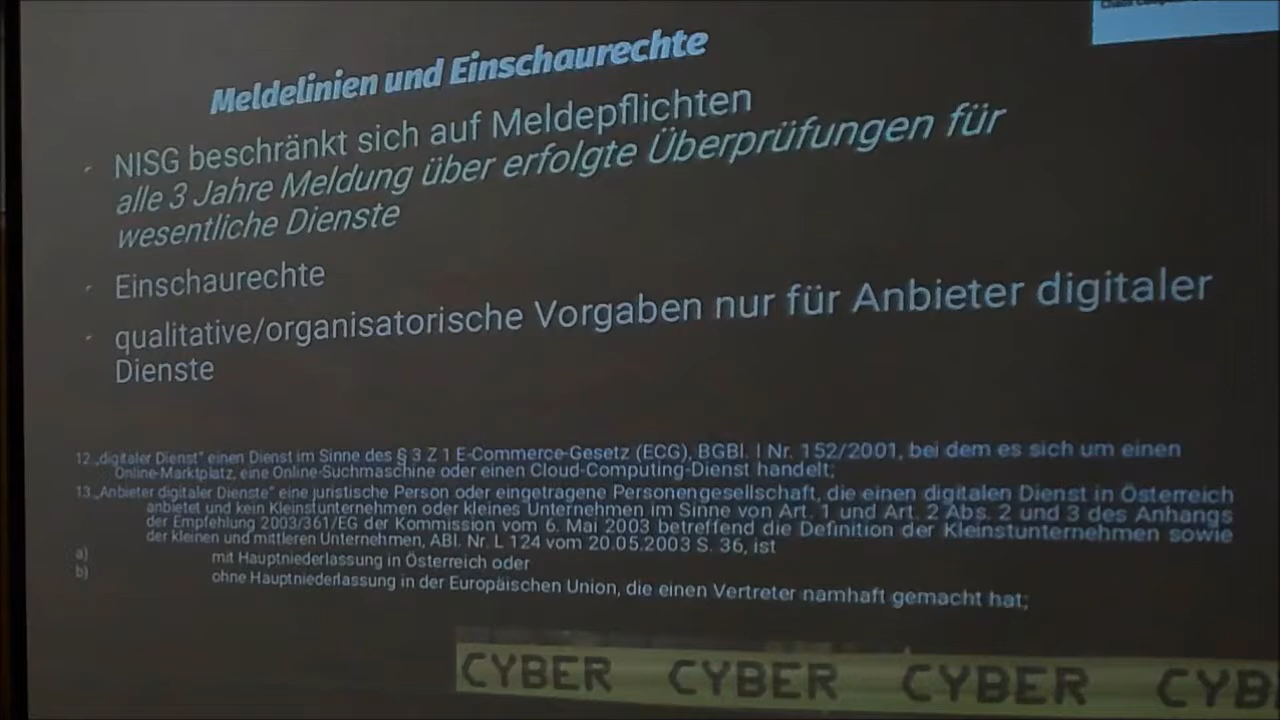 Meldelinien und Einschaurechte
NISG beschränkt sich auf Meldepflichten
alle 3 Jahre Meldung über erfolgte Überprüfungen für
wesentliche Dienste
Einschaurechte
qualitative/organisatorische Vorgaben nur für Anbieter digitaler
Dienste
12. „digitaler Dienst“ einen Dienst im Sinne des § 3 Z 1 E-Commerce-Gesetz (ECG), BGBl. I Nr. 152/2001, bei dem es sich um einen
Online-Marktplatz, eine Online-Suchmaschine oder einen Cloud-Computing-Dienst handelt;
13. „Anbieter digitaler Dienste“ eine juristische Person oder eingetragene Personengesellschaft, die einen digitalen Dienst in Österreich
anbietet und kein Kleinstunternehmen oder kleines Unternehmen im Sinne von Art. 1 und Art. 2 Abs. 2 und 3 des Anhangs
der Empfehlung 2003/361/EG der Kommission vom 6. Mai 2003 betreffend die Definition der Kleinstunternehmen sowie
der kleinen und mittleren Unternehmen, ABl. Nr. L 124 vom 20.05.2003 S. 36, ist
a) mit Hauptniederlassung in Österreich oder
b) ohne Hauptniederlassung in der Europäischen Union, die einen Vertreter namhaft gemacht hat;
CYBER CYBER CYBER CYB